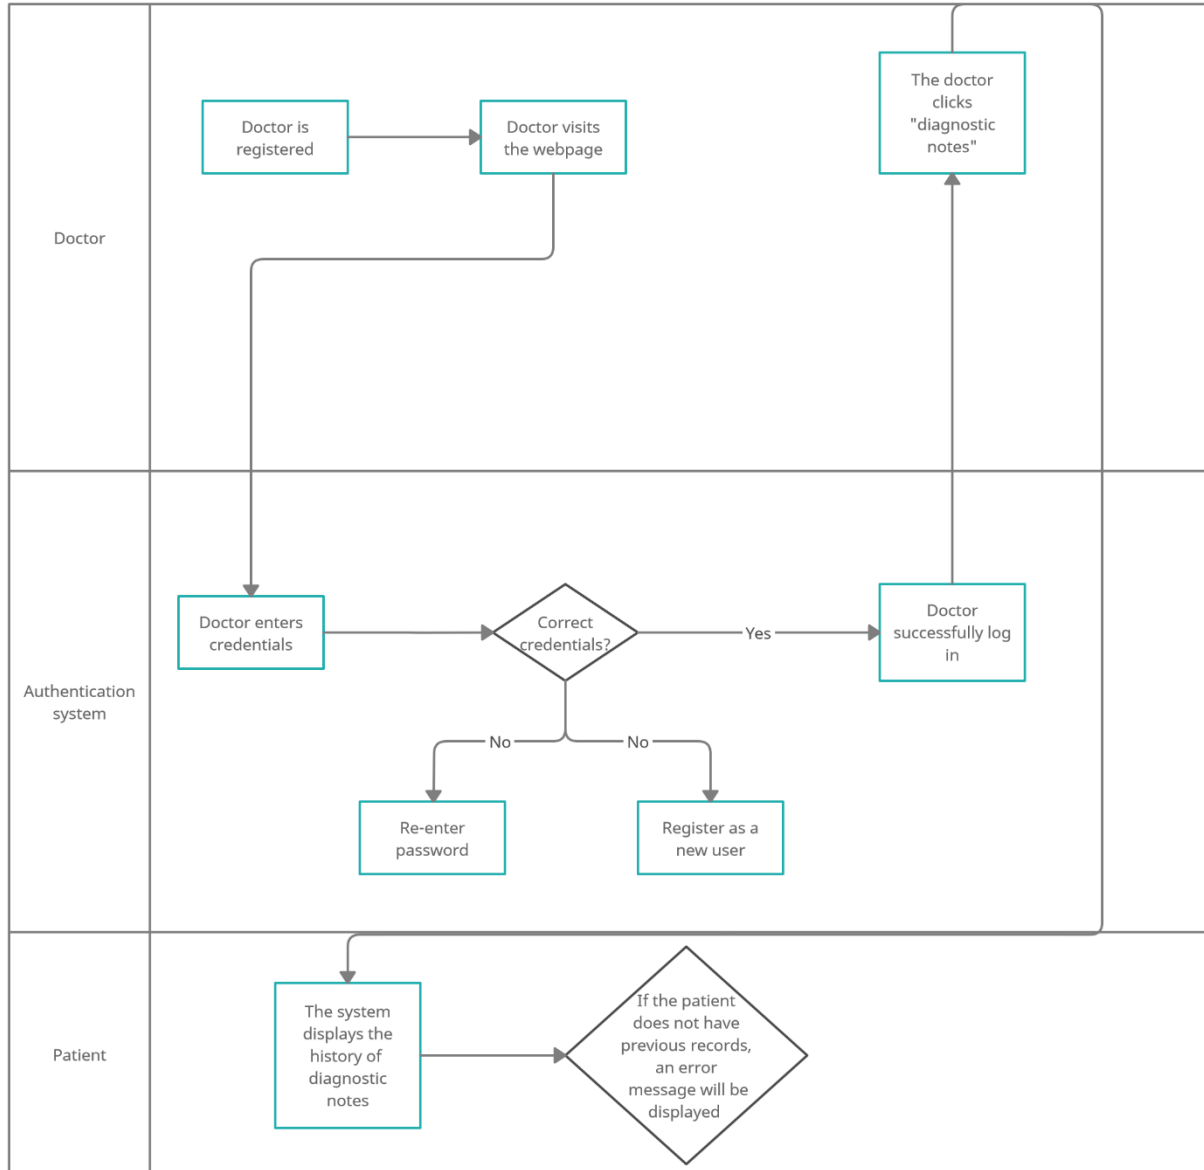 Doctor
Doctor is
registered
Doctor visits
the webpage
The doctor
clicks
"diagnostic
notes"
Authentication
system
Doctor enters
credentials
Correct
credentials?
Yes
Doctor
successfully log
in
No
No
Re-enter
password
Register as a
new user
Patient
The system
displays the
history of
diagnostic
notes
If the patient
does not have
previous records,
an error
message will be
displayed